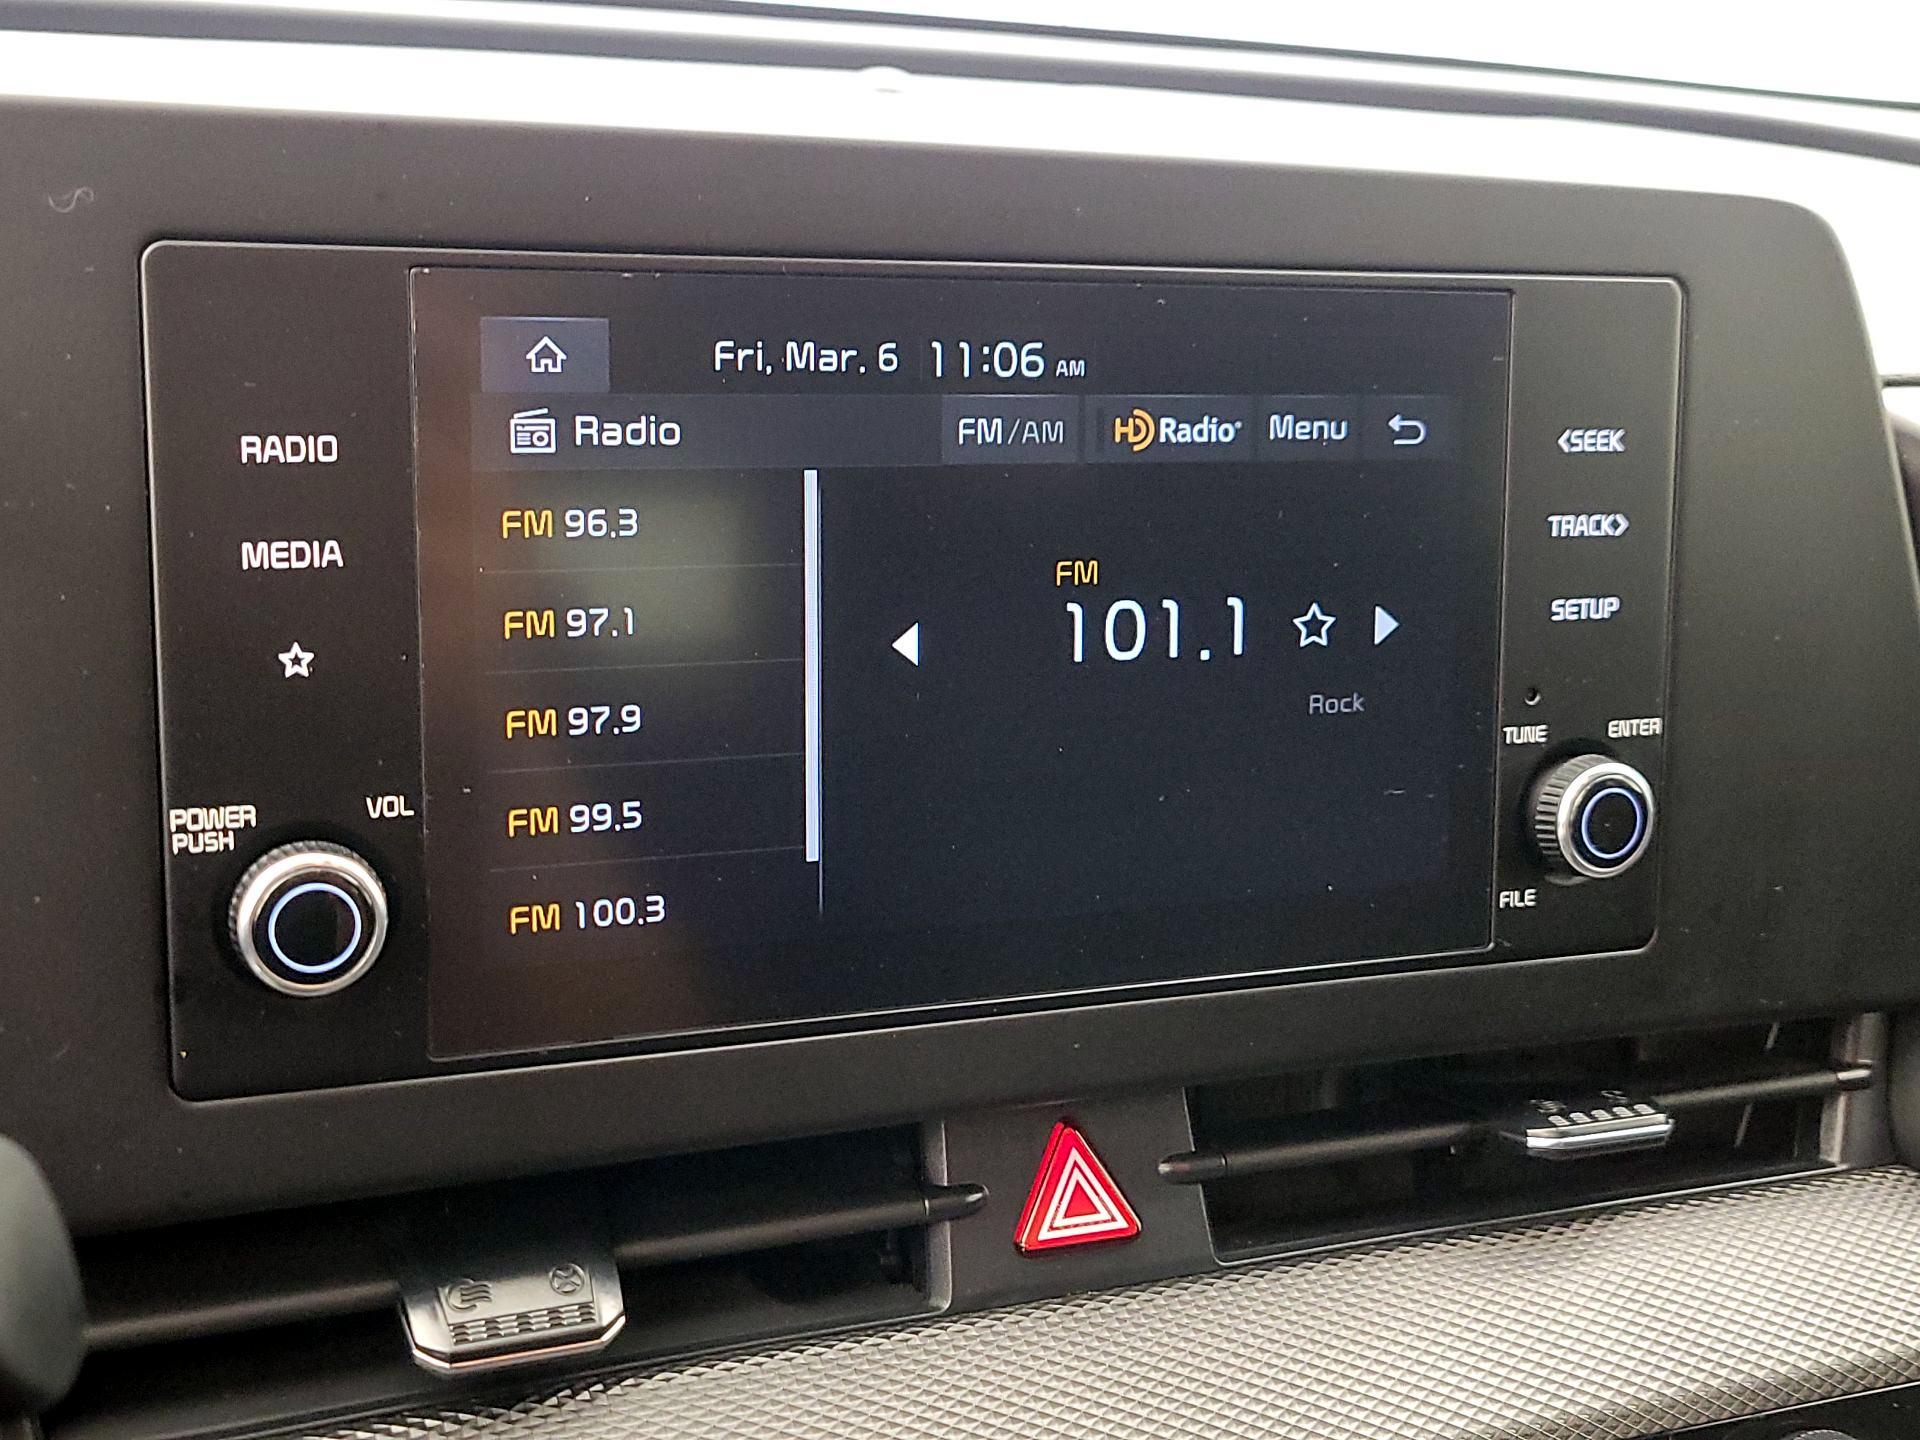 Fri, Mar. 6 11:06 AM
Radio FM/AM HD Radio Menu
RADIO
MEDIA
POWER
PUSH
VOL
FM 96.3
FM 97.1
FM 97.9
FM 99.5
FM 100.3
FM
101.1
Rock
<SEEK
TRACK>
SETUP
TUNE
ENTER
FILE